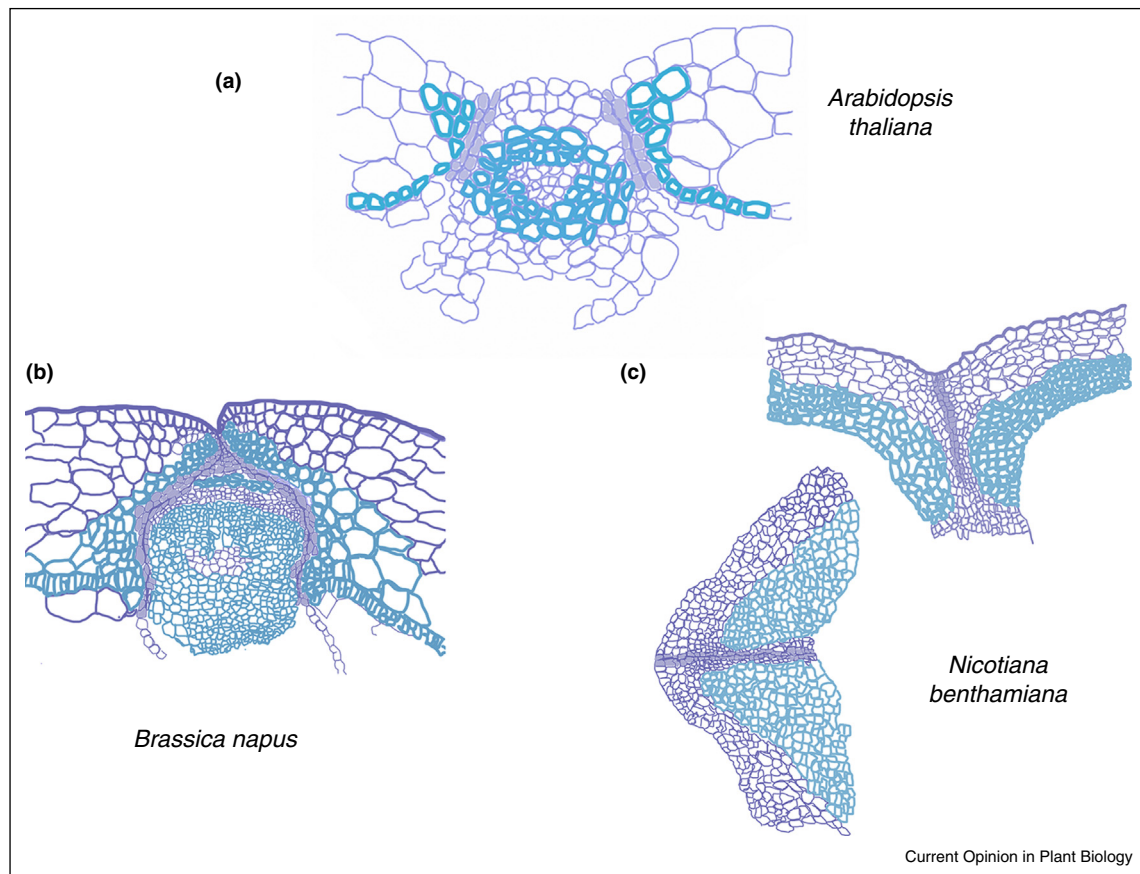 (a)
Arabidopsis
thaliana
(b)
(c)
Nicotiana
benthamiana
Brassica napus
Current Opinion in Plant Biology